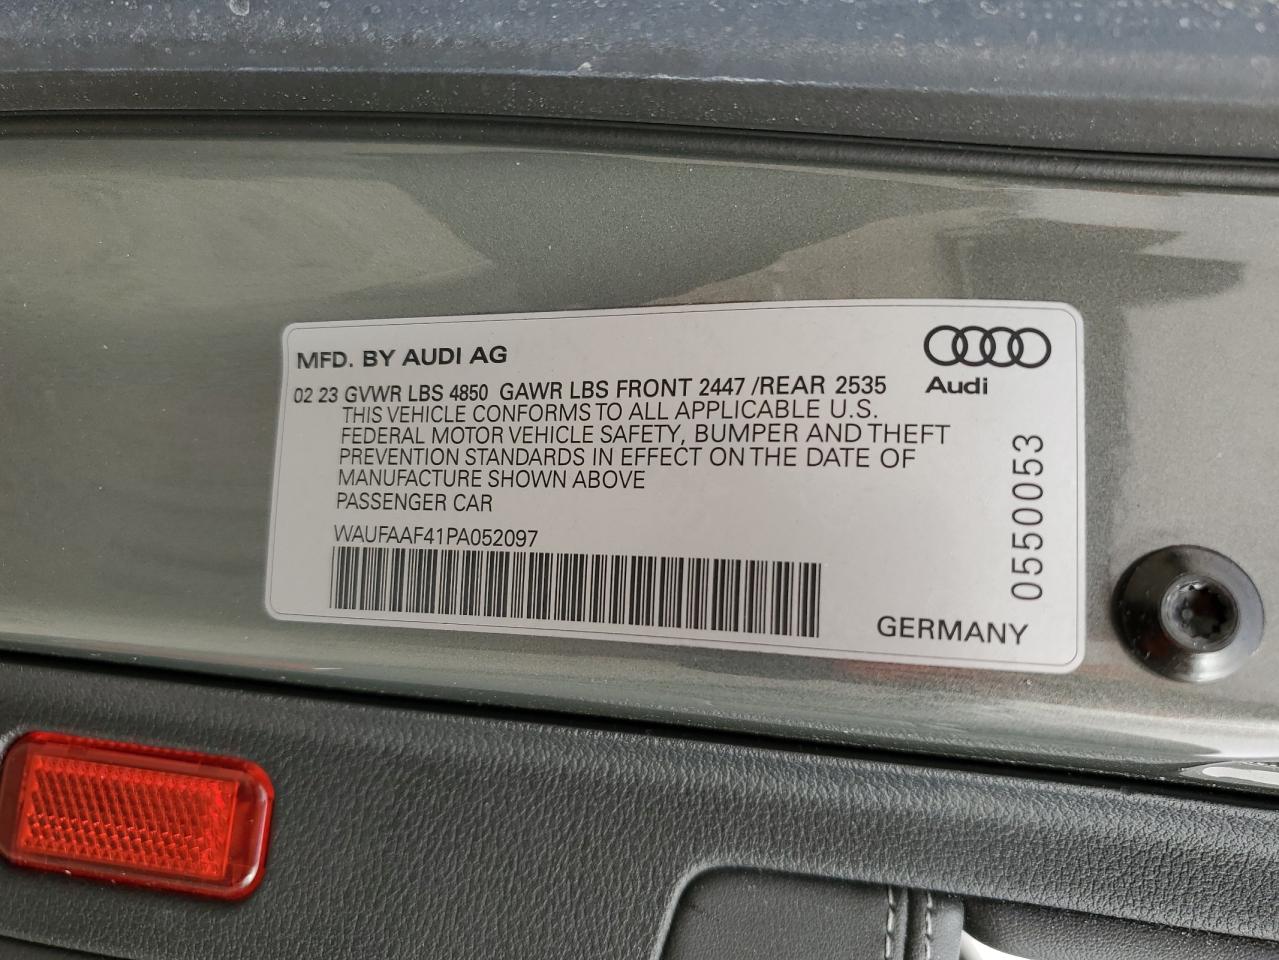 MFD. BY AUDI AG
Audi
02 23 GVWR LBS 4850 GAWR LBS FRONT 2447 /REAR 2535
THIS VEHICLE CONFORMS TO ALL APPLICABLE U.S.
FEDERAL MOTOR VEHICLE SAFETY, BUMPER AND THEFT
PREVENTION STANDARDS IN EFFECT ON THE DATE OF
MANUFACTURE SHOWN ABOVE
PASSENGER CAR
WAUFAAF41PA052097
0550053
GERMANY